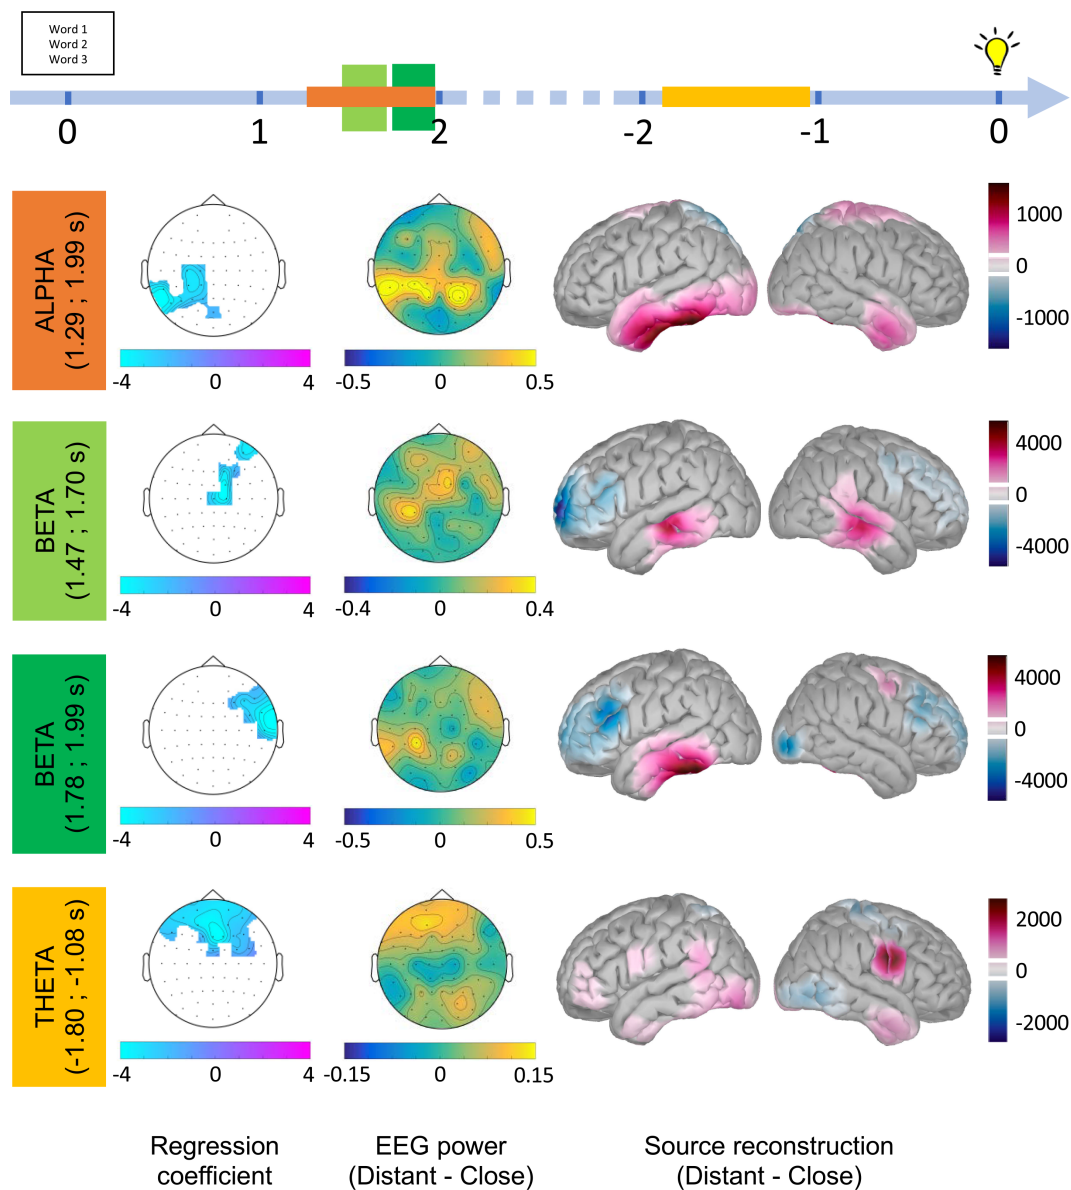 Word 1
Word 2
Word 3
0
1
2
-2
-1
0
ALPHA
(1.29 ; 1.99 s)
-4
0
4
-0.5
0
0.5
1000
0
-1000
BETA
(1.47 ; 1.70 s)
-4
0
4
-0.4
0
0.4
4000
0
-4000
BETA
(1.78 ; 1.99 s)
-4
0
4
-0.5
0
0.5
4000
0
-4000
THETA
(-1.80 ; -1.08 s)
-4
0
4
-0.15
0
0.15
2000
0
-2000
Regression
coefficient
EEG power
(Distant - Close)
Source reconstruction
(Distant - Close)